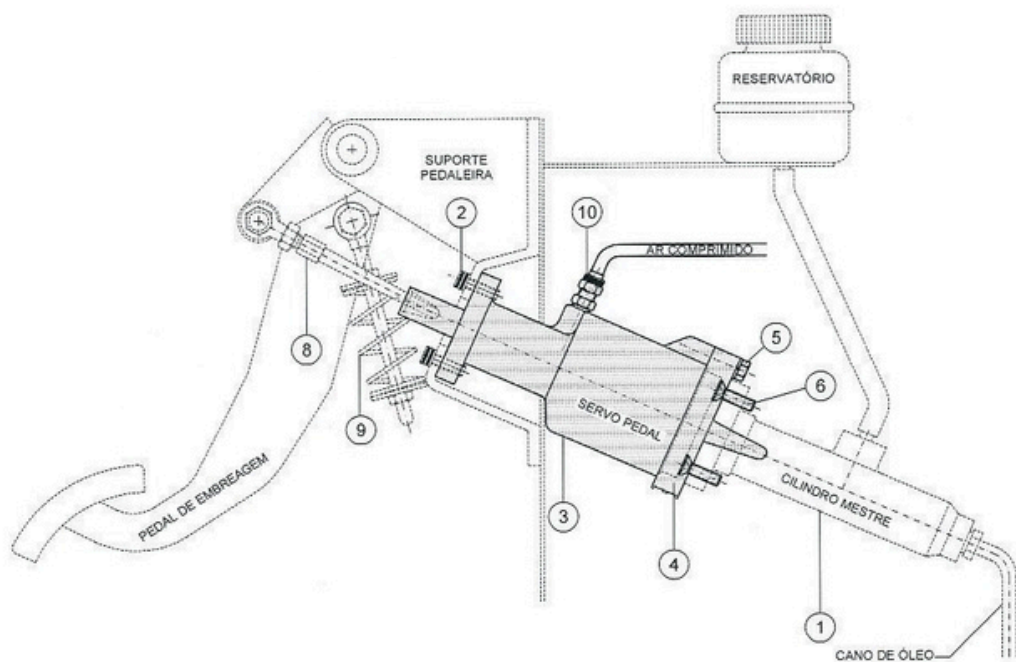 RESERVATÓRIO
SUPORTE
PEDALEIRA
2
10
AR COMPRIMIDO
8
5
6
SERVO PEDAL
9
PEDAL DE EMBREAGEM
CILINDRO MESTRE
3
4
1
CANO DE ÓLEO